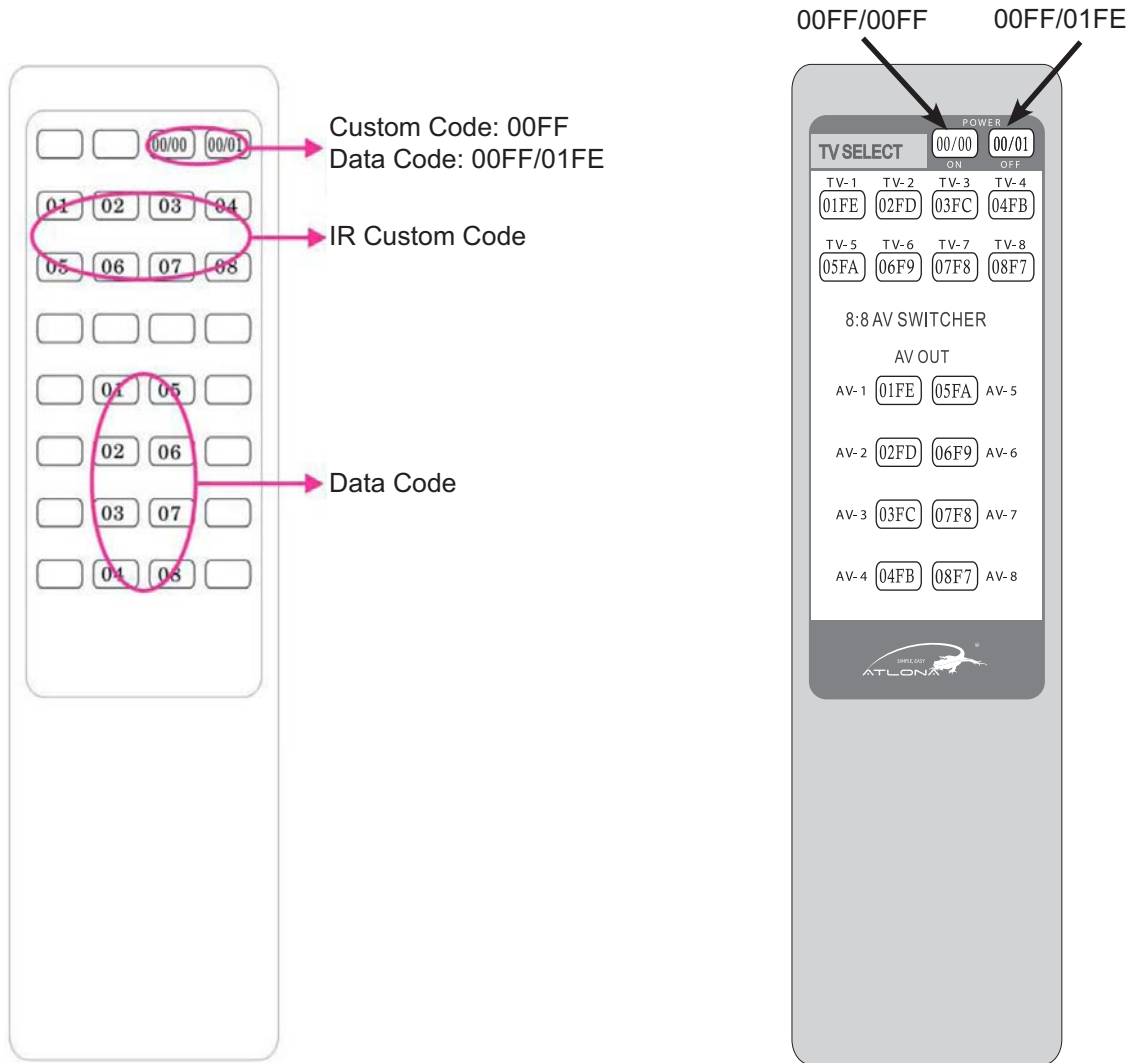 00FF/00FF 00FF/01FE
00/00 00/01
Custom Code: 00FF
Data Code: 00FF/01FE
01 02 03 04
IR Custom Code
05 06 07 08
01 05
02 06
Data Code
03 07
04 08
POWER
TV SELECT 00/00 00/01
ON OFF
TV-1 TV-2 TV-3 TV-4
01FE 02FD 03FC 04FB
TV-5 TV-6 TV-7 TV-8
05FA 06F9 07F8 08F7
8:8 AV SWITCHER
AV OUT
AV-1 01FE 05FA AV-5
AV-2 02FD 06F9 AV-6
AV-3 03FC 07F8 AV-7
AV-4 04FB 08F7 AV-8
SIMPLE, EASY
ATLONA
®